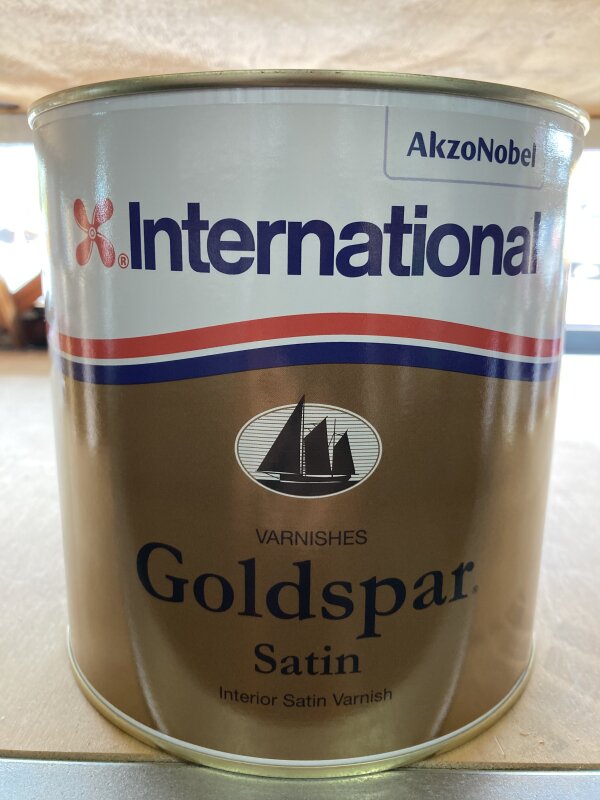 AkzoNobel
International
VARNISHES
Goldspar®
Satin
Interior Satin Varnish